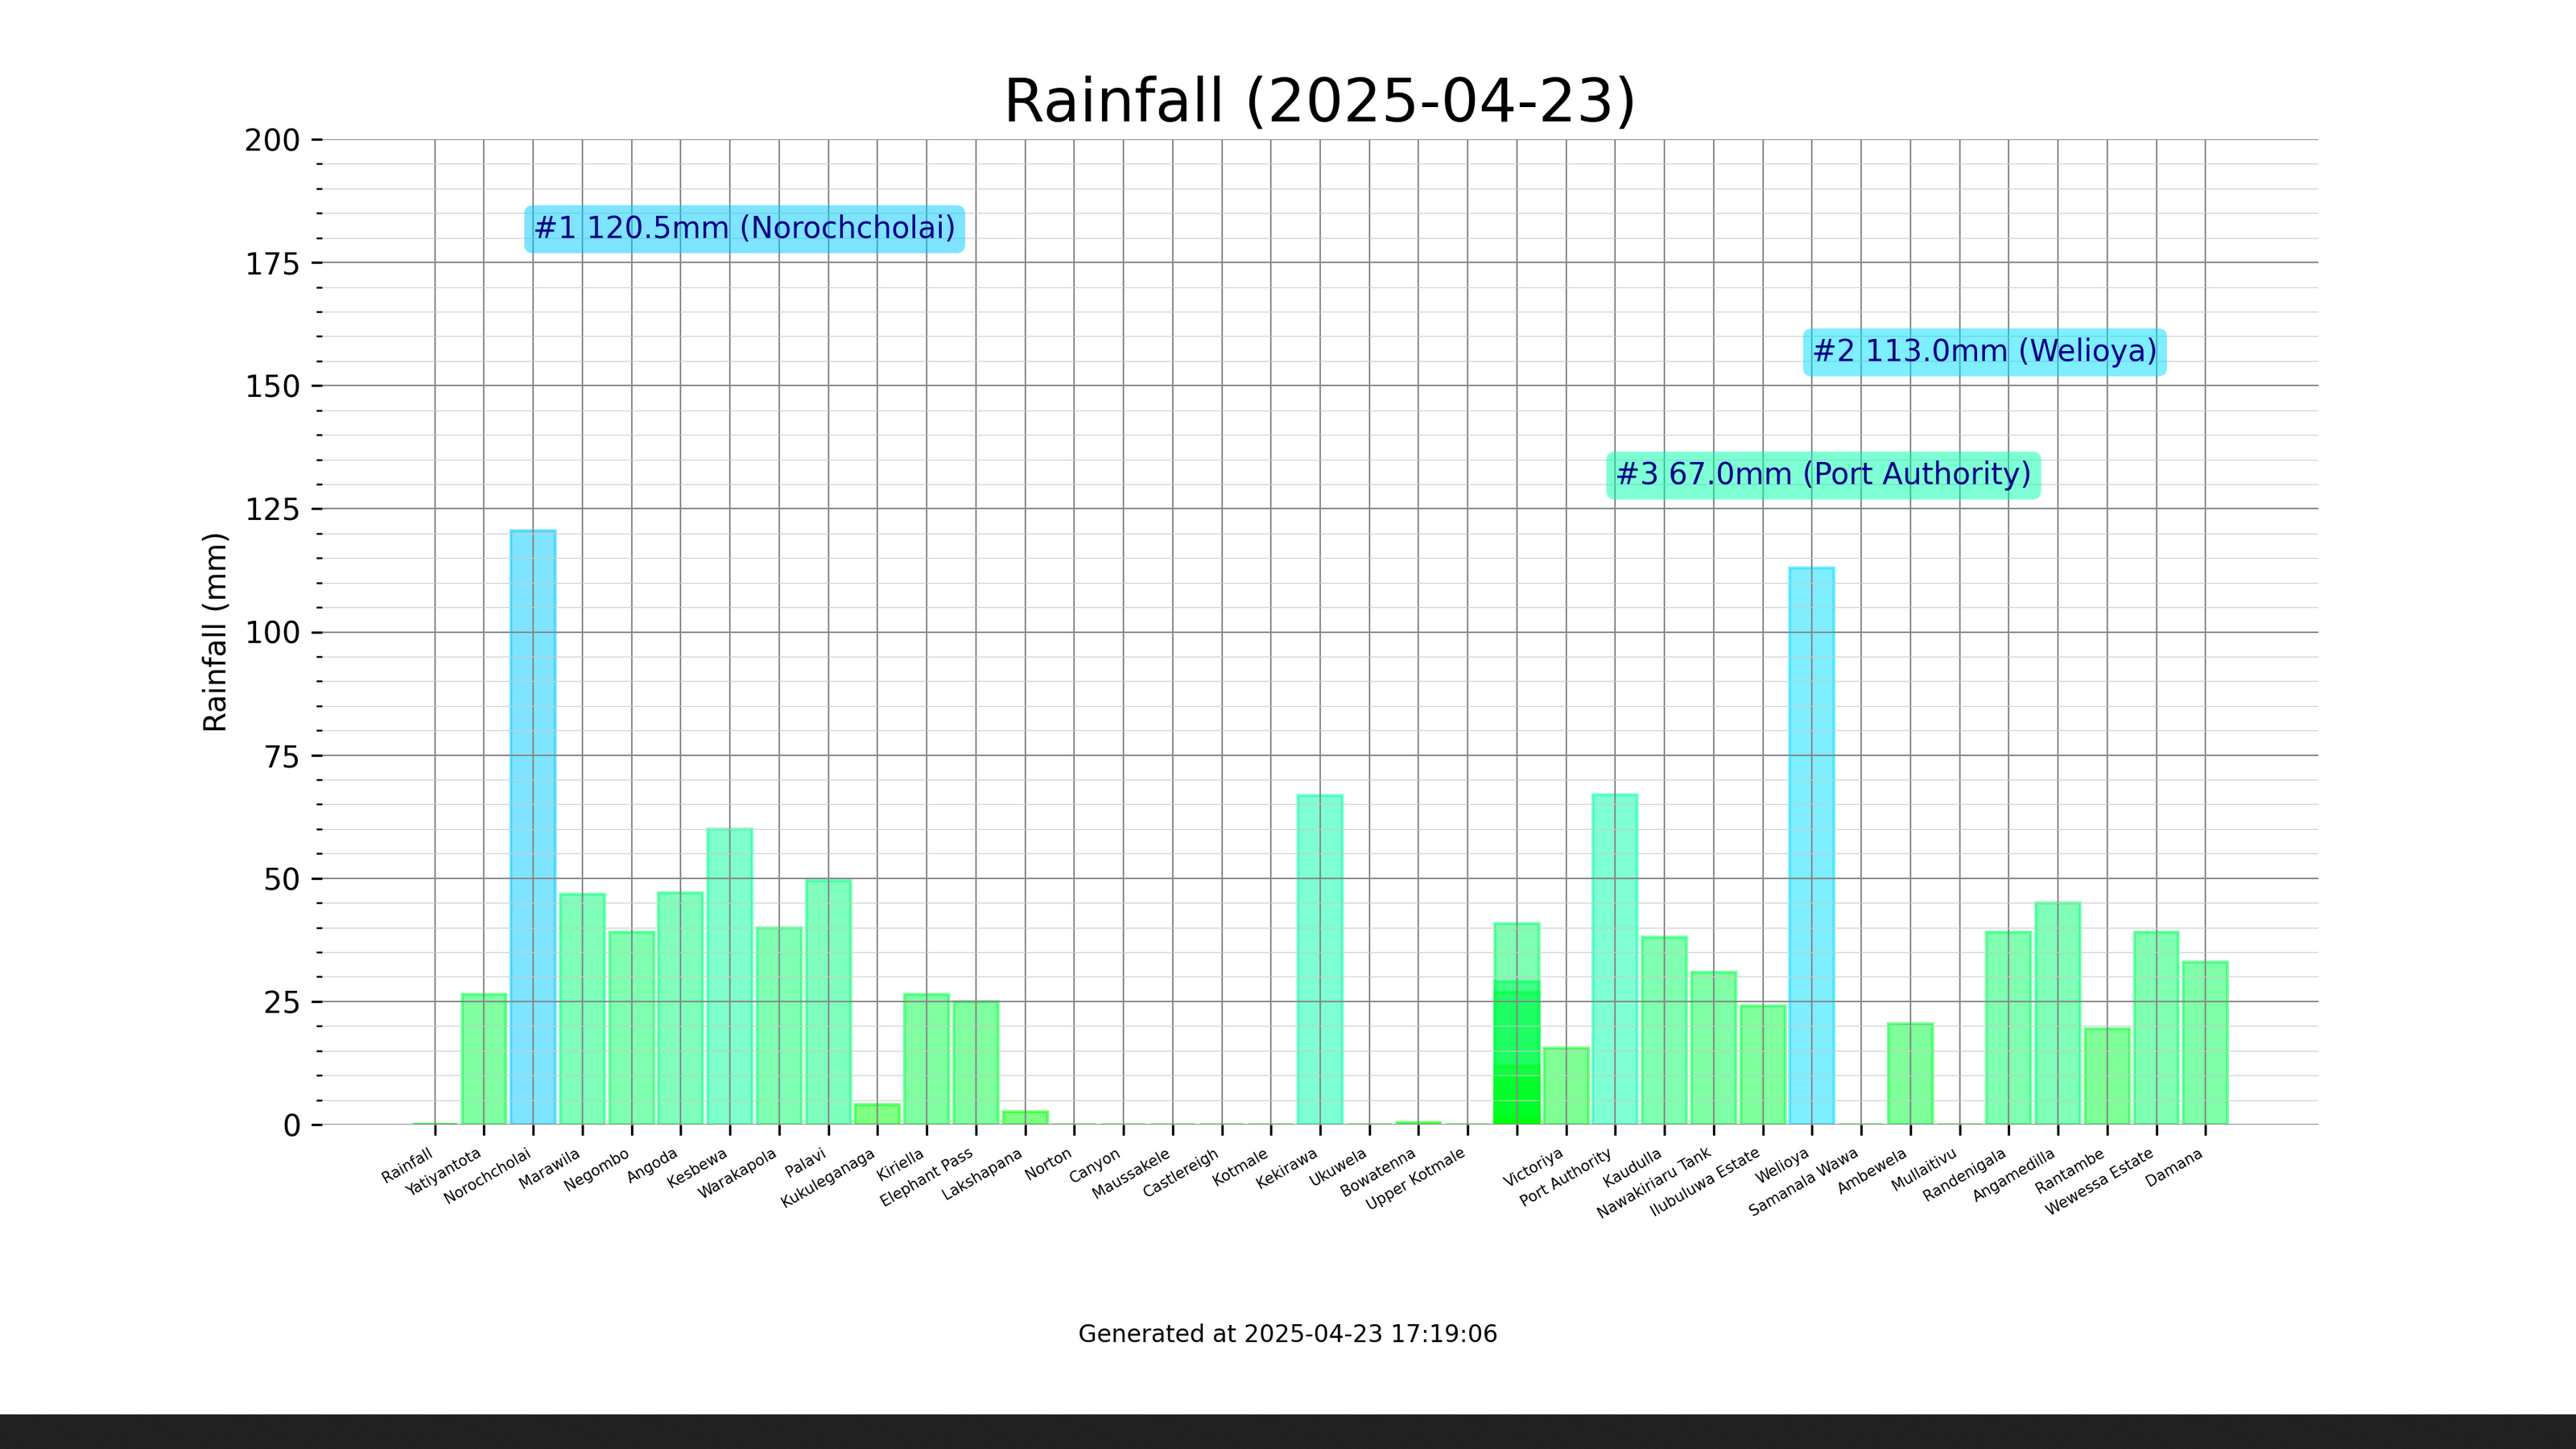 Rainfall (2025-04-23)
200
#1 120.5mm (Norochcholai)
175
#2 113.0mm (Welioya)
150
#3 67.0mm (Port Authority)
125
100
75
50
25
0
Rainfall (mm)
Rainfall
Yatiyantota
Norochcholai
Marawila
Negombo
Angoda
Kesbewa
Warakapola
Palavi
Kukuleganaga
Kiriella
Elephant Pass
Lakshapana
Norton
Canyon
Maussakele
Castlereigh
Kotmale
Kekirawa
Ukuwela
Bowatenna
Upper Kotmale
Victoriya
Port Authority
Kaudulla
Nawakiriaru Tank
Ilubuluwa Estate
Welioya
Samanala Wawa
Ambewela
Mullaitivu
Randenigala
Angamedilla
Rantambe
Wewessa Estate
Damana
Generated at 2025-04-23 17:19:06